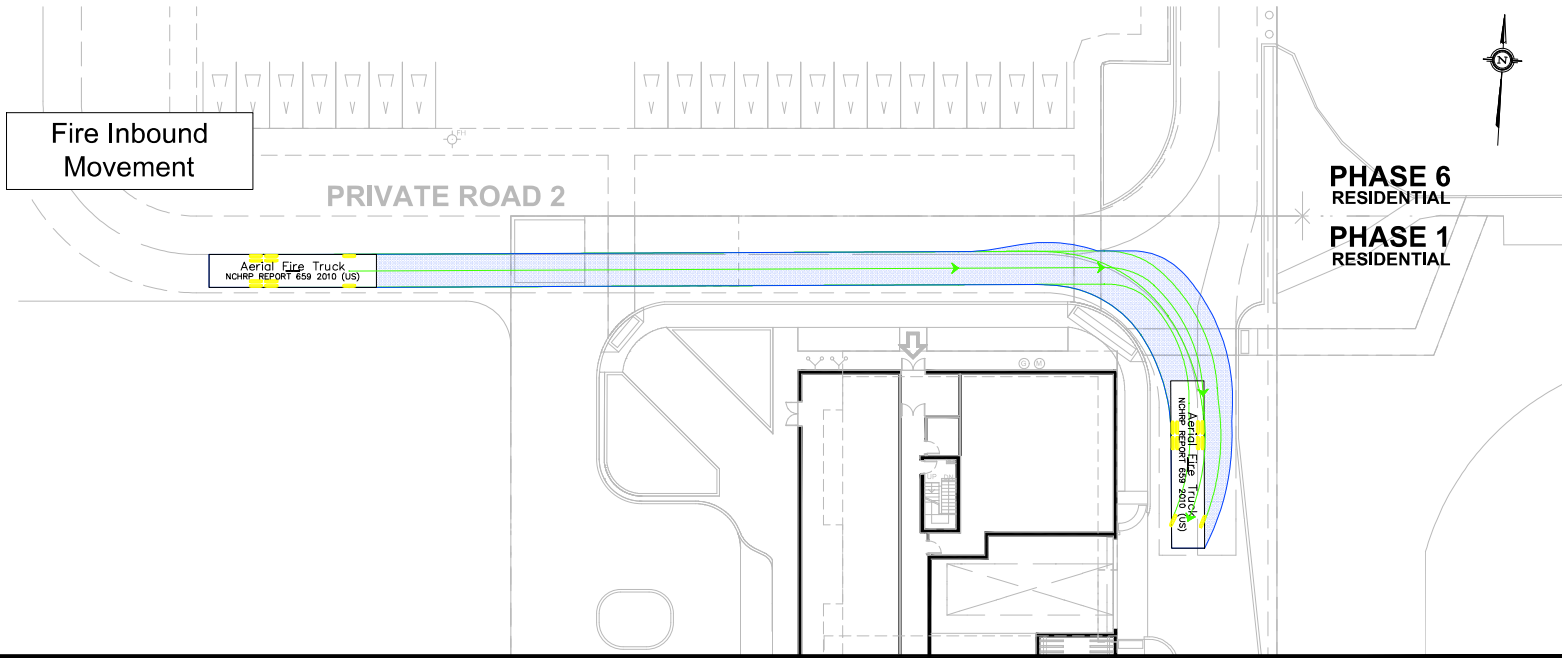 Fire Inbound
Movement
FH
N
PRIVATE ROAD 2
PHASE 6
RESIDENTIAL
PHASE 1
RESIDENTIAL
Aerial Fire Truck
NCHRP REPORT 659 2010 (US)
G M
Aerial Fire Truck
NCHRP REPORT 659 2010 (US)